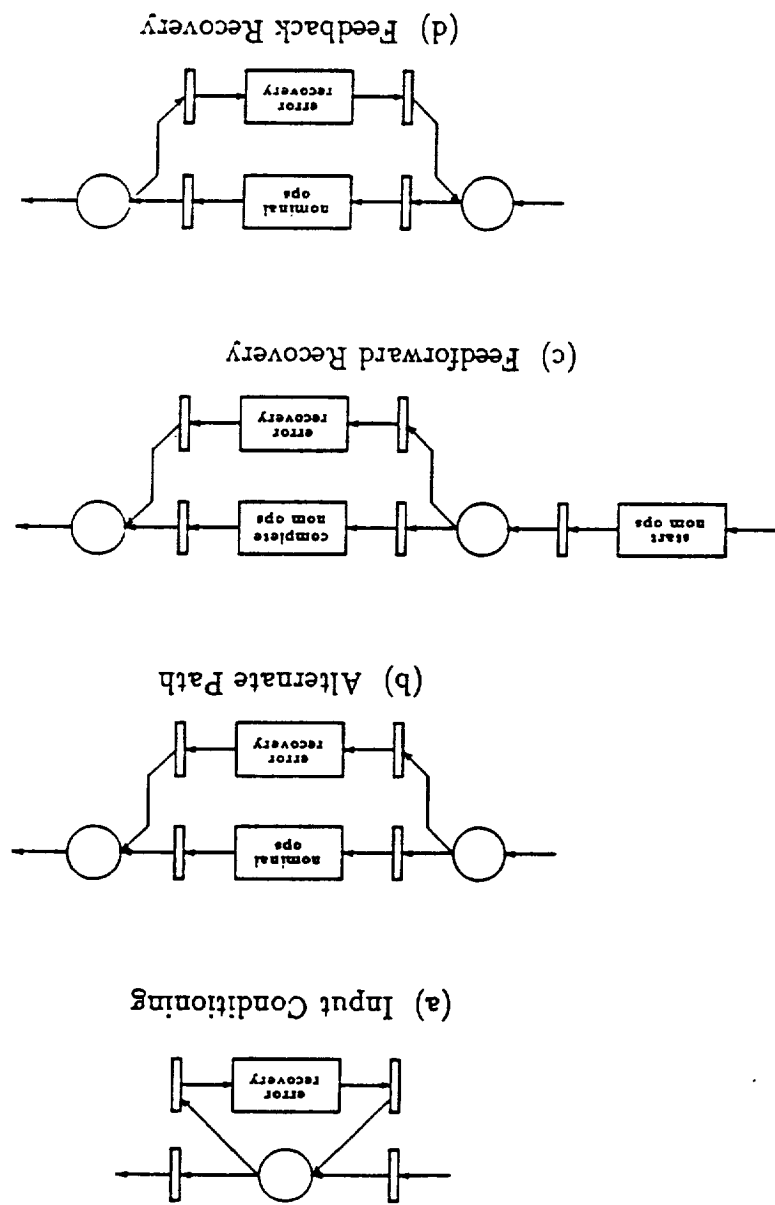 error
recovery
(a) Input Conditioning
nominal
ops
error
recovery
(b) Alternate Path
start
nom ops
complete
nom ops
error
recovery
(c) Feedforward Recovery
nominal
ops
error
recovery
(d) Feedback Recovery